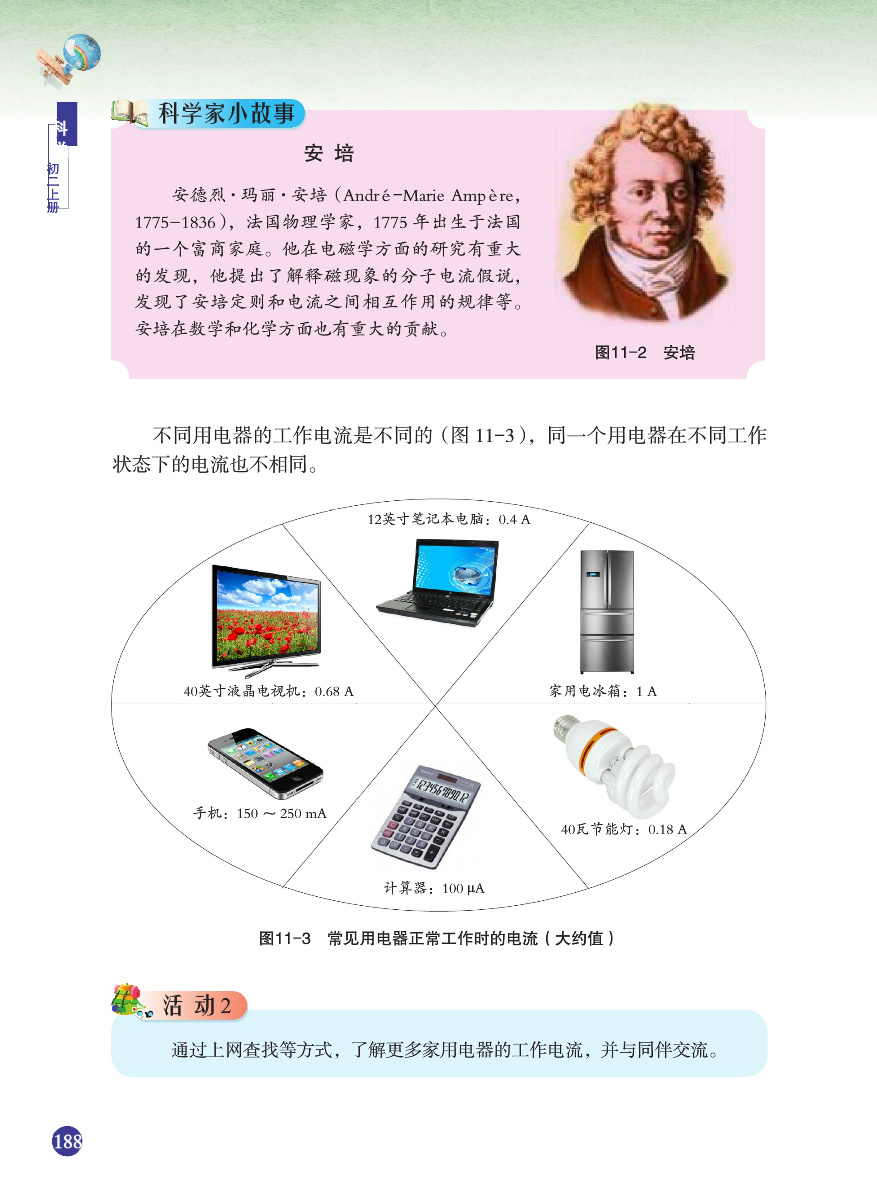 科
初二上册
科学家小故事
安 培
安德烈·玛丽·安培（André-Marie Ampère，
1775-1836），法国物理学家，1775 年出生于法国
的一个富商家庭。他在电磁学方面的研究有重大
的发现，他提出了解释磁现象的分子电流假说，
发现了安培定则和电流之间相互作用的规律等。
安培在数学和化学方面也有重大的贡献。
图11-2 安培
不同用电器的工作电流是不同的（图 11-3），同一个用电器在不同工作
状态下的电流也不相同。
12英寸笔记本电脑：0.4 A
40英寸液晶电视机：0.68 A
家用电冰箱：1 A
手机：150 ～ 250 mA
40瓦节能灯：0.18 A
计算器：100 μA
图11-3 常见用电器正常工作时的电流（大约值）
活 动 2
通过上网查找等方式，了解更多家用电器的工作电流，并与同伴交流。
188